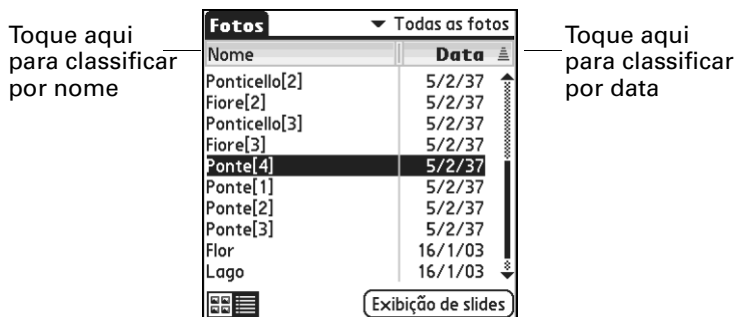 Toque aqui
para classificar
por nome
Fotos
Todas as fotos
Nome Data
Ponticello[2] 5/2/37
Fiore[2] 5/2/37
Ponticello[3] 5/2/37
Fiore[3] 5/2/37
Ponte[4] 5/2/37
Ponte[1] 5/2/37
Ponte[2] 5/2/37
Ponte[3] 5/2/37
Flor 16/1/03
Lago 16/1/03
Exibição de slides
Toque aqui
para classificar
por data